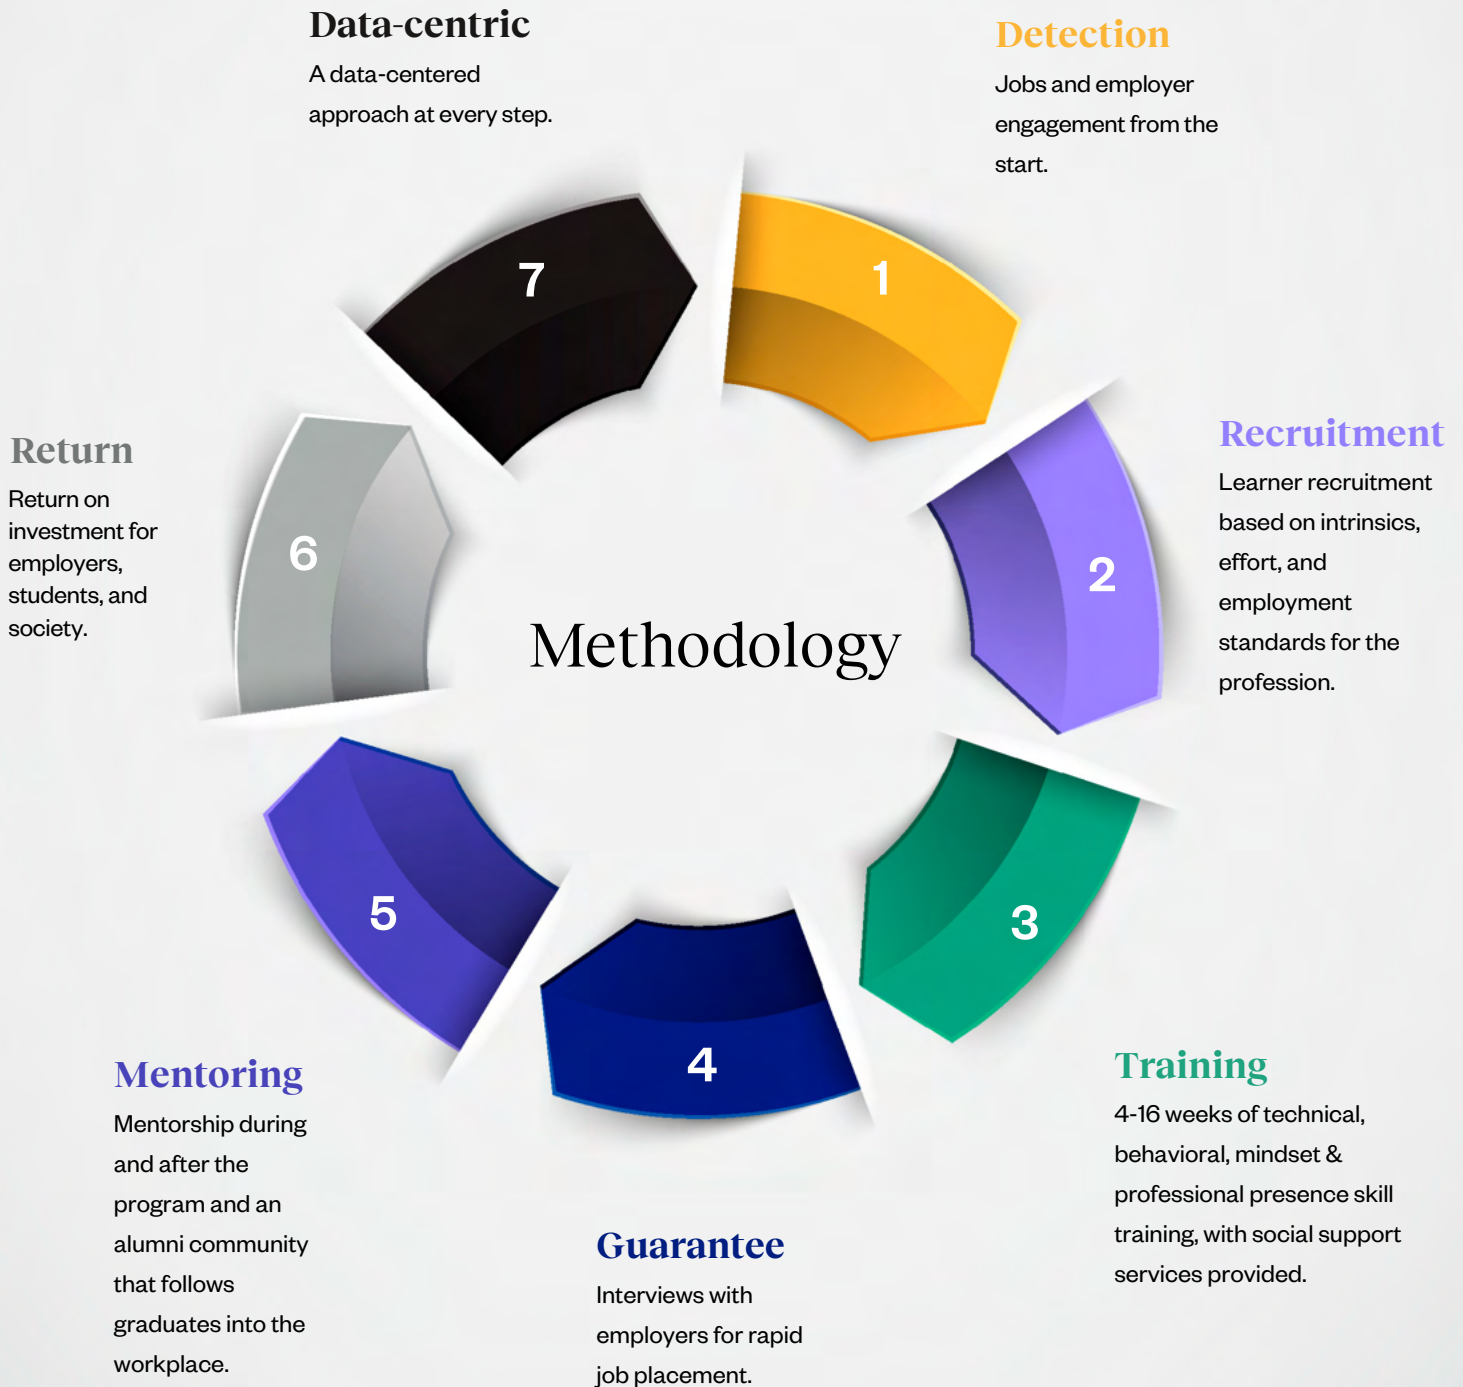 Data-centric
A data-centered
approach at every step.
Detection
Jobs and employer
engagement from the
start.
7
1
Return
Return on
investment for
employers,
students, and
society.
6
Recruitment
Learner recruitment
based on intrinsics,
effort, and
employment
standards for the
profession.
2
Methodology
5
3
4
Mentoring
Mentorship during
and after the
program and an
alumni community
that follows
graduates into the
workplace.
Guarantee
Interviews with
employers for rapid
job placement.
Training
4-16 weeks of technical,
behavioral, mindset &
professional presence skill
training, with social support
services provided.